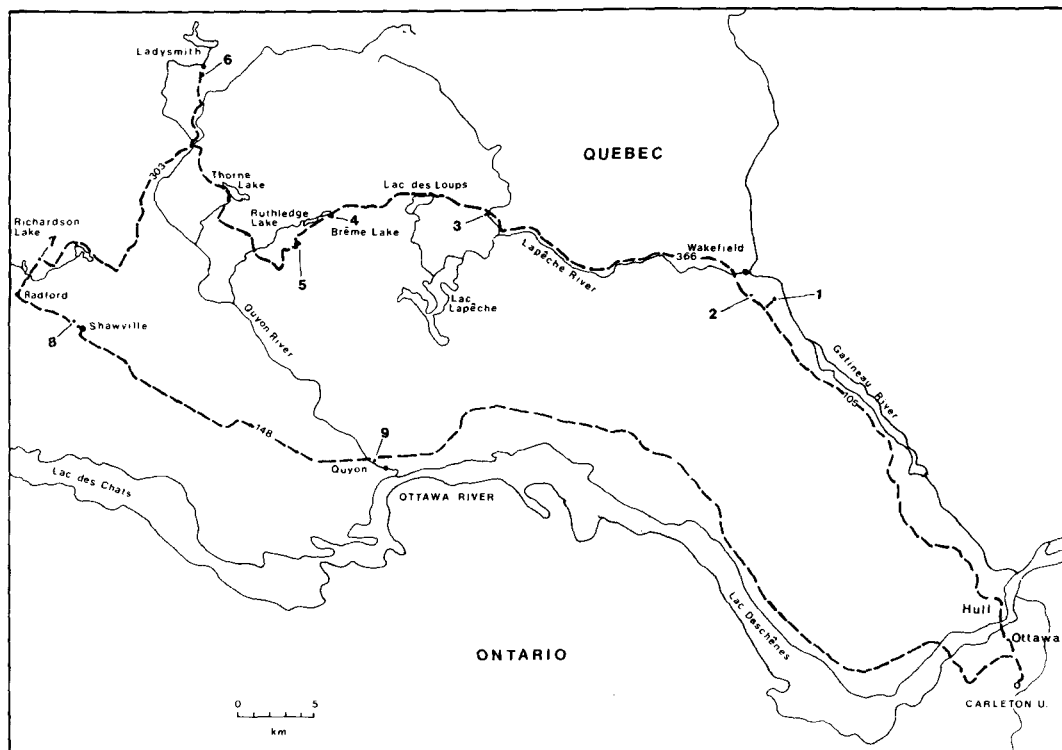 Ladysmith
6
QUEBEC
303
Thorne
Lake
Lac des Loups
Richardson
Lake
Ruthledge
Lake
4
Brême Lake
3
7
5
Lapêche River
366
Wakefield
1
2
Lac
Lapêche
Radford
8
Shawville
Quyon River
Gatineau River
105
148
9
Quyon
Lac des Chats
OTTAWA RIVER
Lac Daschênes
Hull
Ottawa
ONTARIO
CARLETON U.
0 5
km